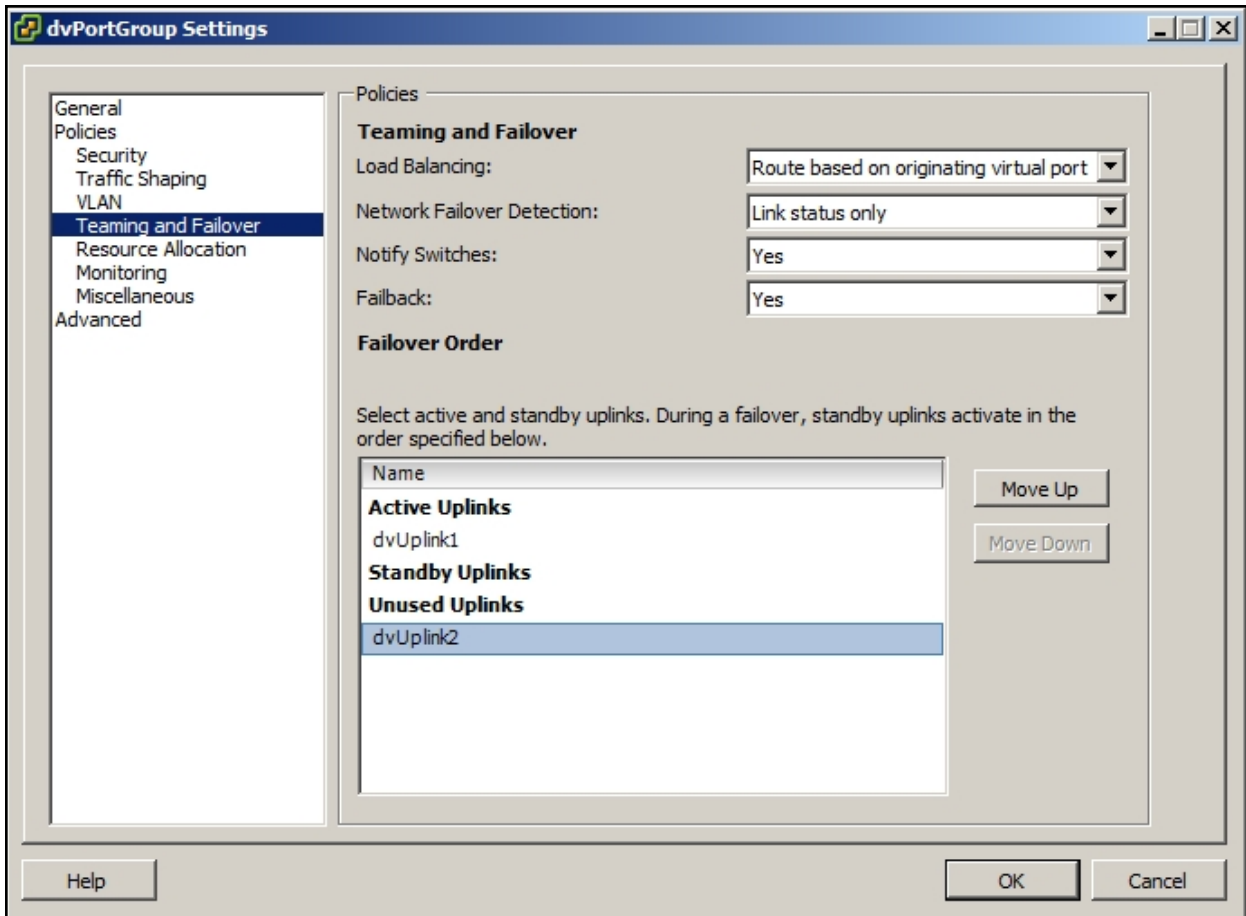 dvPortGroup Settings
General
Policies
Security
Traffic Shaping
VLAN
Teaming and Failover
Resource Allocation
Monitoring
Miscellaneous
Advanced
Policies
Teaming and Failover
Load Balancing:
Route based on originating virtual port
Network Failover Detection:
Link status only
Notify Switches:
Yes
Failback:
Yes
Failover Order
Select active and standby uplinks. During a failover, standby uplinks activate in the
order specified below.
Name
Active Uplinks
dvUplink1
Standby Uplinks
Unused Uplinks
dvUplink2
Move Up
Move Down
Help
OK
Cancel